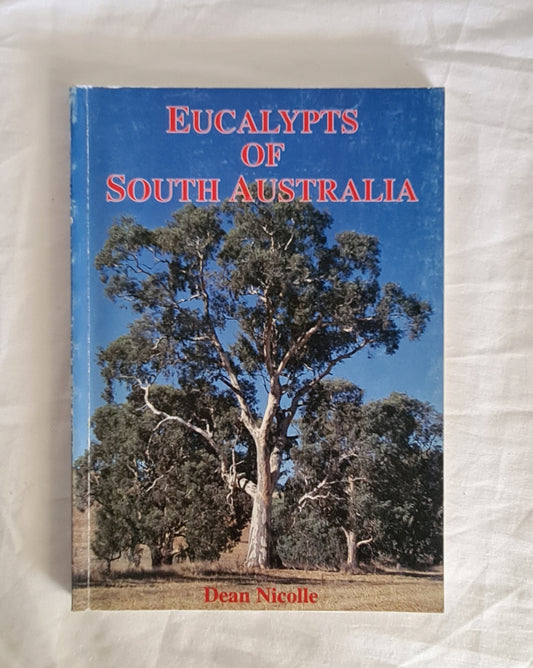 EUCALYPTS
OF
SOUTH AUSTRALIA
Dean Nicolle